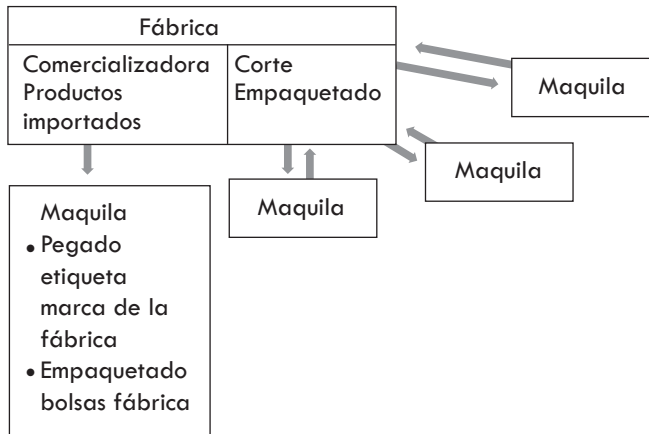 Fábrica
Comercializadora
Productos
importados
Corte
Empaquetado
Maquila
Maquila
Maquila
Maquila
• Pegado
etiqueta
marca de la
fábrica
• Empaquetado
bolsas fábrica